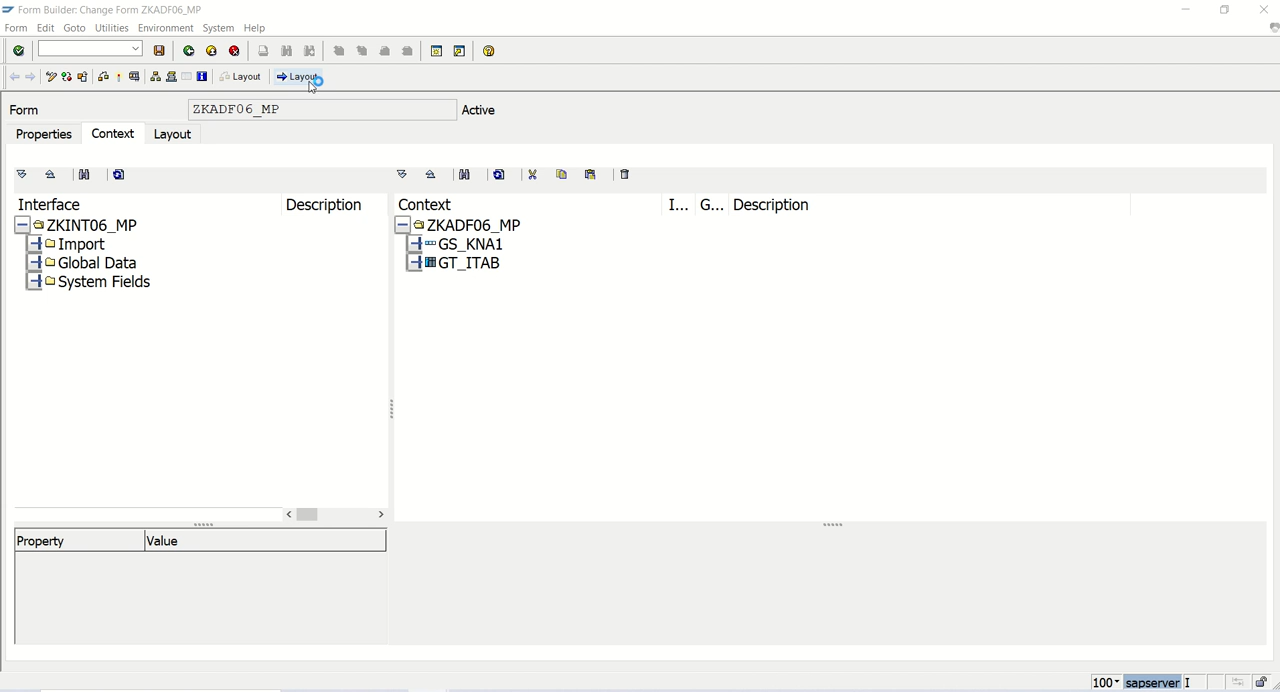 Form Builder: Change Form ZKADF06_MP
Form Edit Goto Utilities Environment System Help
Layout Layout
Form ZKADF06_MP Active
Properties Context Layout
Interface Description Context I... G... Description
ZKINT06_MP ZKADF06_MP
Import GS_KNA1
Global Data GT_ITAB
System Fields
Property Value
100 sapserver